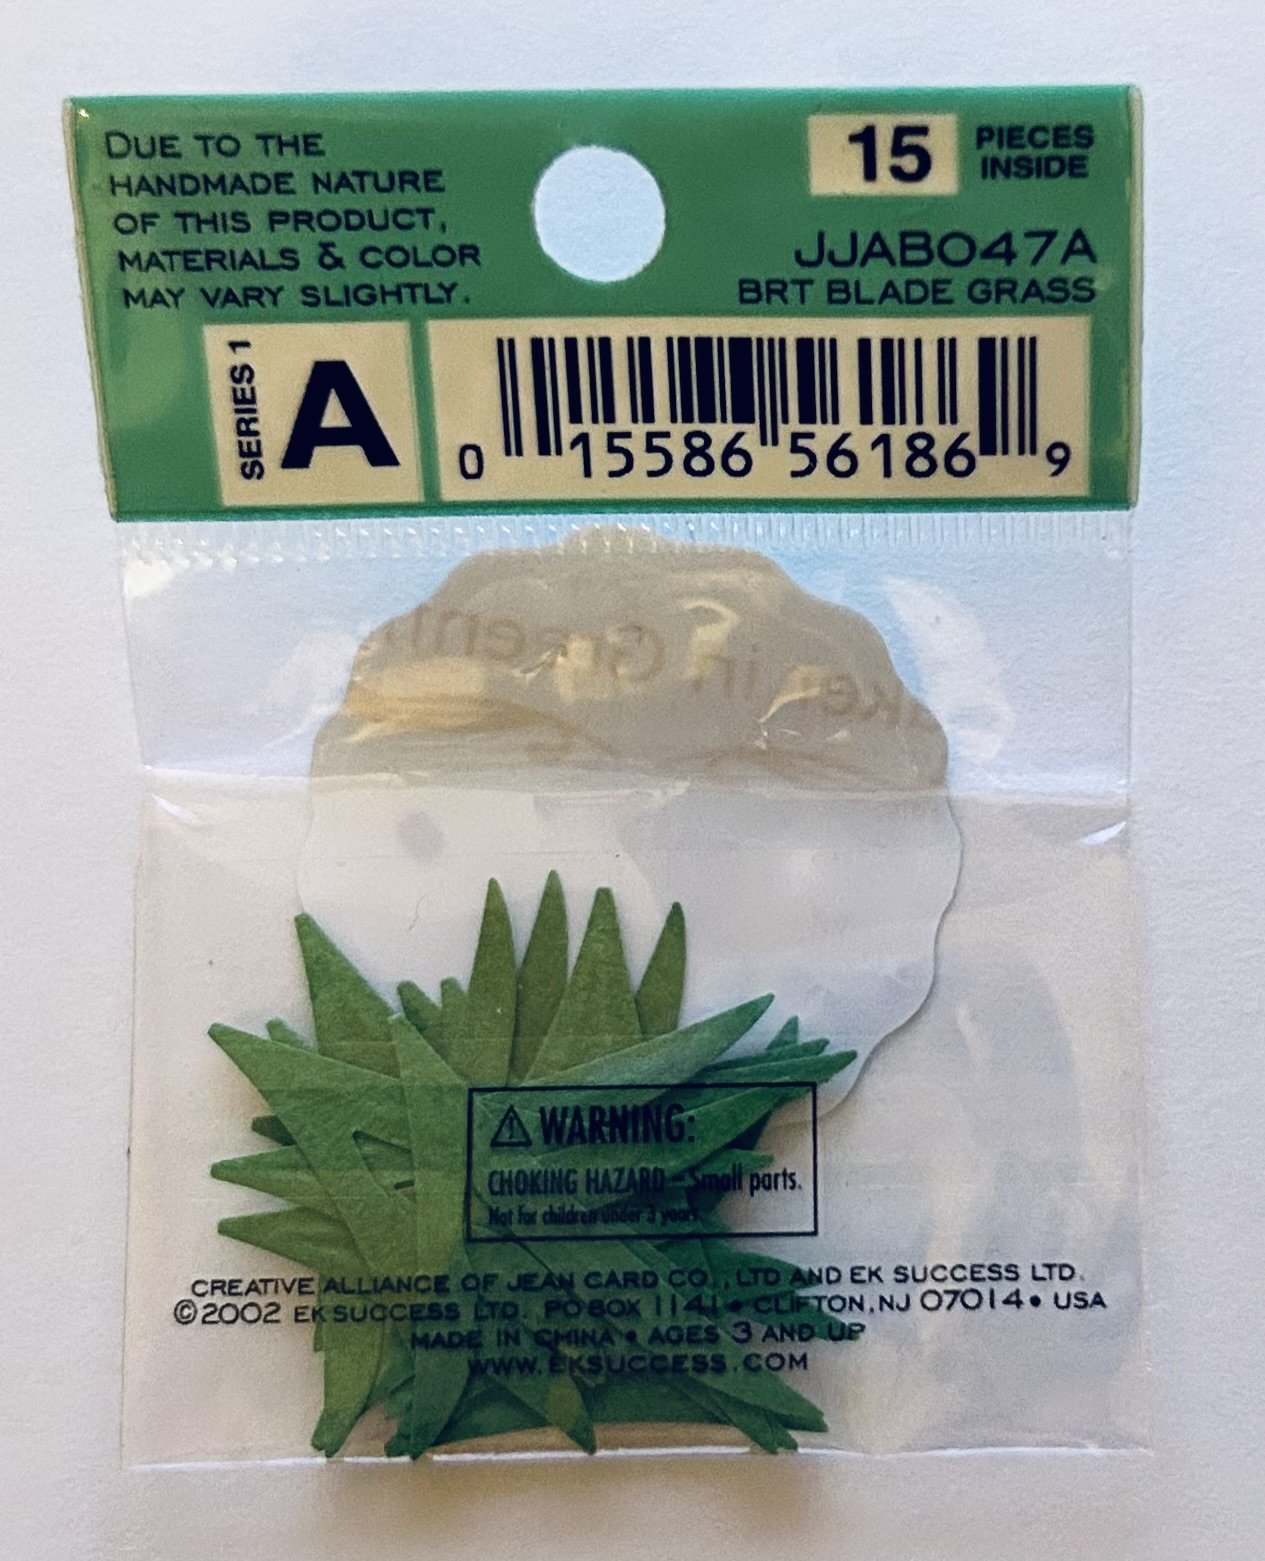 DUE TO THE
HANDMADE NATURE
OF THIS PRODUCT,
MATERIALS & COLOR
MAY VARY SLIGHTLY.
15 PIECES
INSIDE
JJAB047A
BRT BLADE GRASS
SERIES 1
A
0 15586 56186 9
ken in Green
WARNING:
CHOKING HAZARD – Small parts.
Not for children under 3 years.
CREATIVE ALLIANCE OF JEAN CARD CO., LTD AND EK SUCCESS LTD.
©2002 EK SUCCESS LTD. PO BOX 1141 • CLIFTON, NJ 07014 • USA
MADE IN CHINA • AGES 3 AND UP
WWW.EKSUCCESS.COM